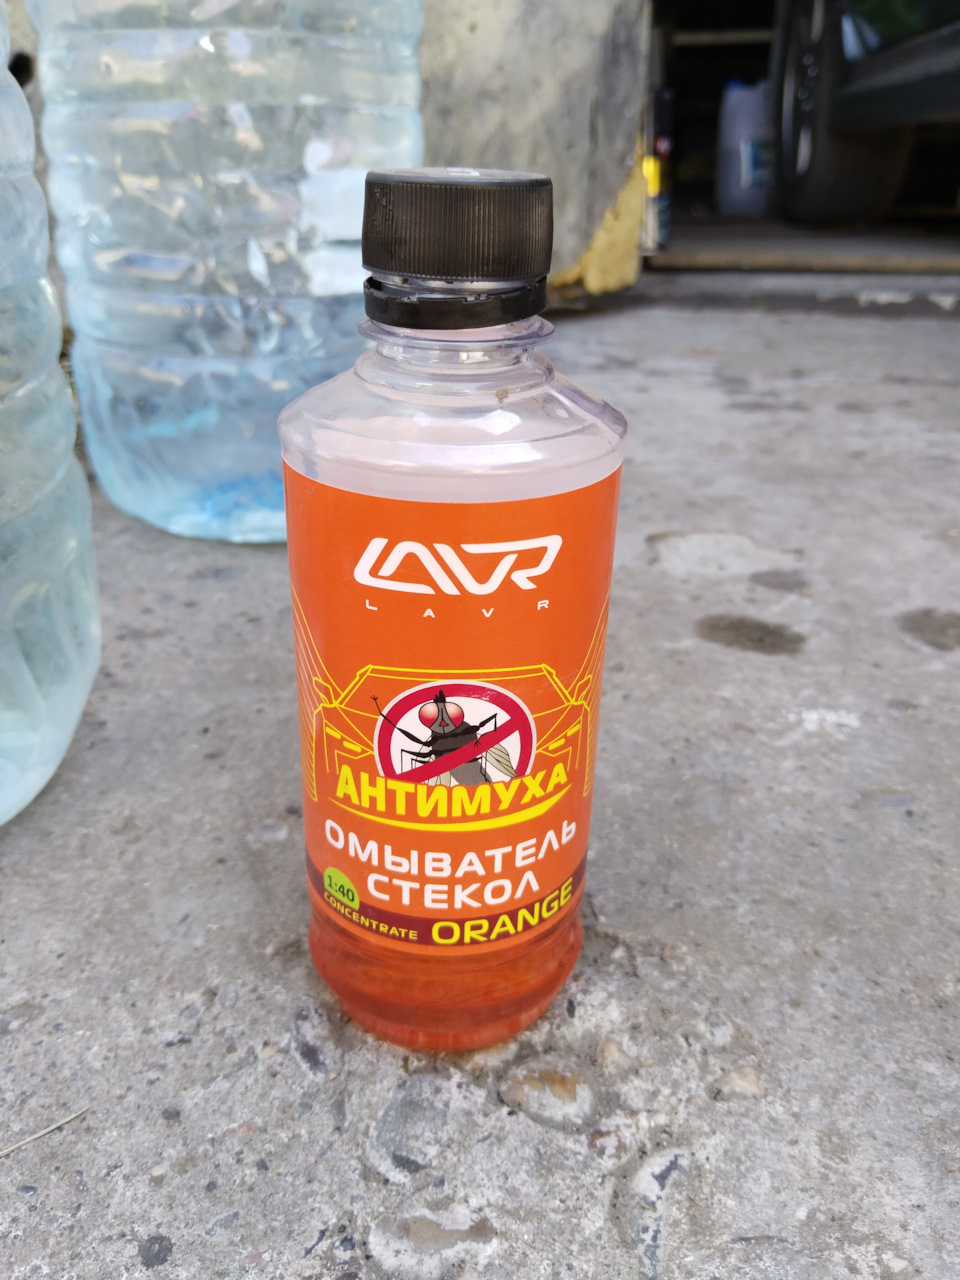 LAVR
LAVR
АНТИМУХА
ОМЫВАТЕЛЬ
СТЕКОЛ
1:40
CONCENTRATE
ORANGE